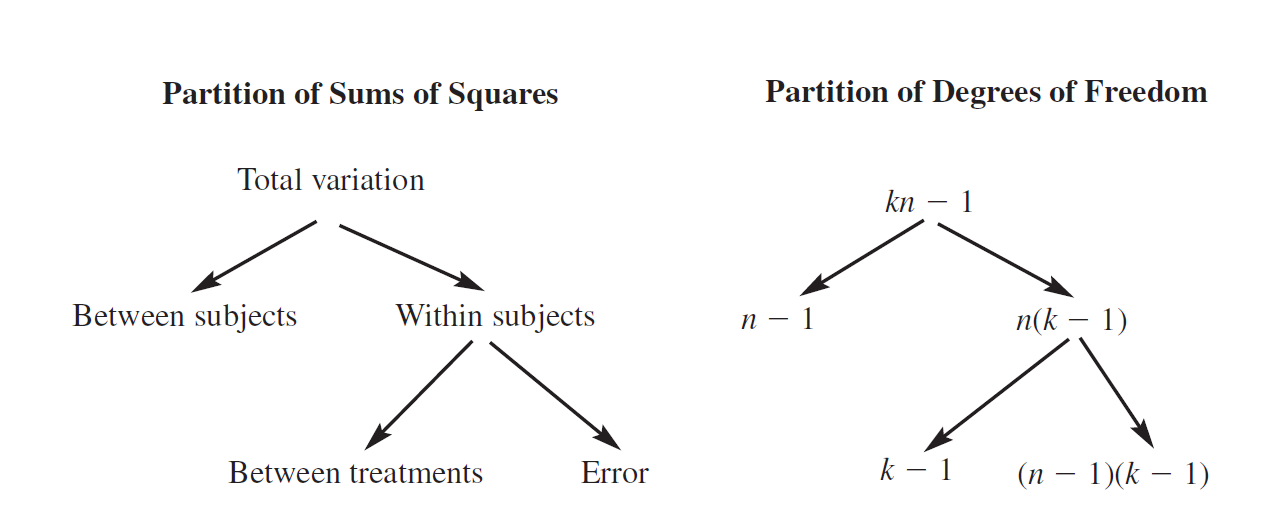 Partition of Sums of Squares
Total variation
Between subjects
Within subjects
Between treatments
Error
Partition of Degrees of Freedom
kn − 1
n − 1
n(k − 1)
k − 1
(n − 1)(k − 1)